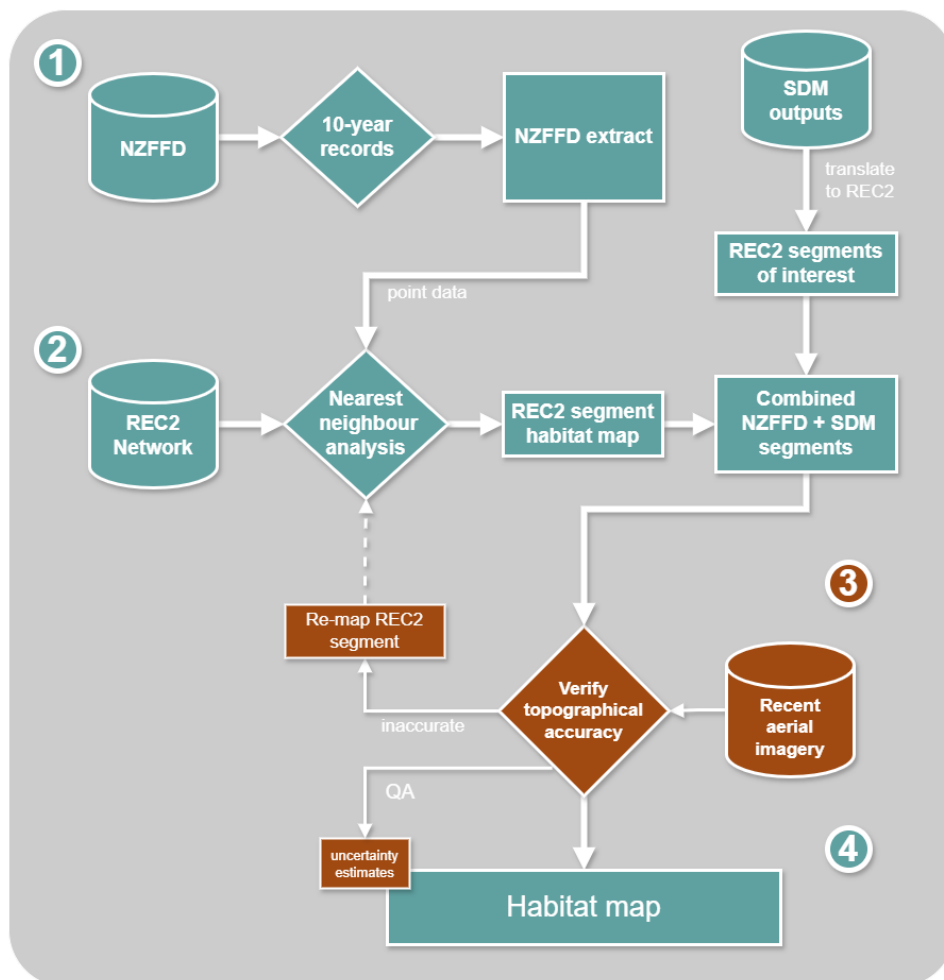 1
NZFFD
10-year
records
NZFFD extract
SDM
outputs
translate
to REC2
REC2 segments
of interest
point data
2
REC2
Network
Nearest
neighbour
analysis
REC2 segment
habitat map
Combined
NZFFD + SDM
segments
3
Re-map REC2
segment
inaccurate
Verify
topographical
accuracy
Recent
aerial
imagery
QA
uncertainty
estimates
4
Habitat map